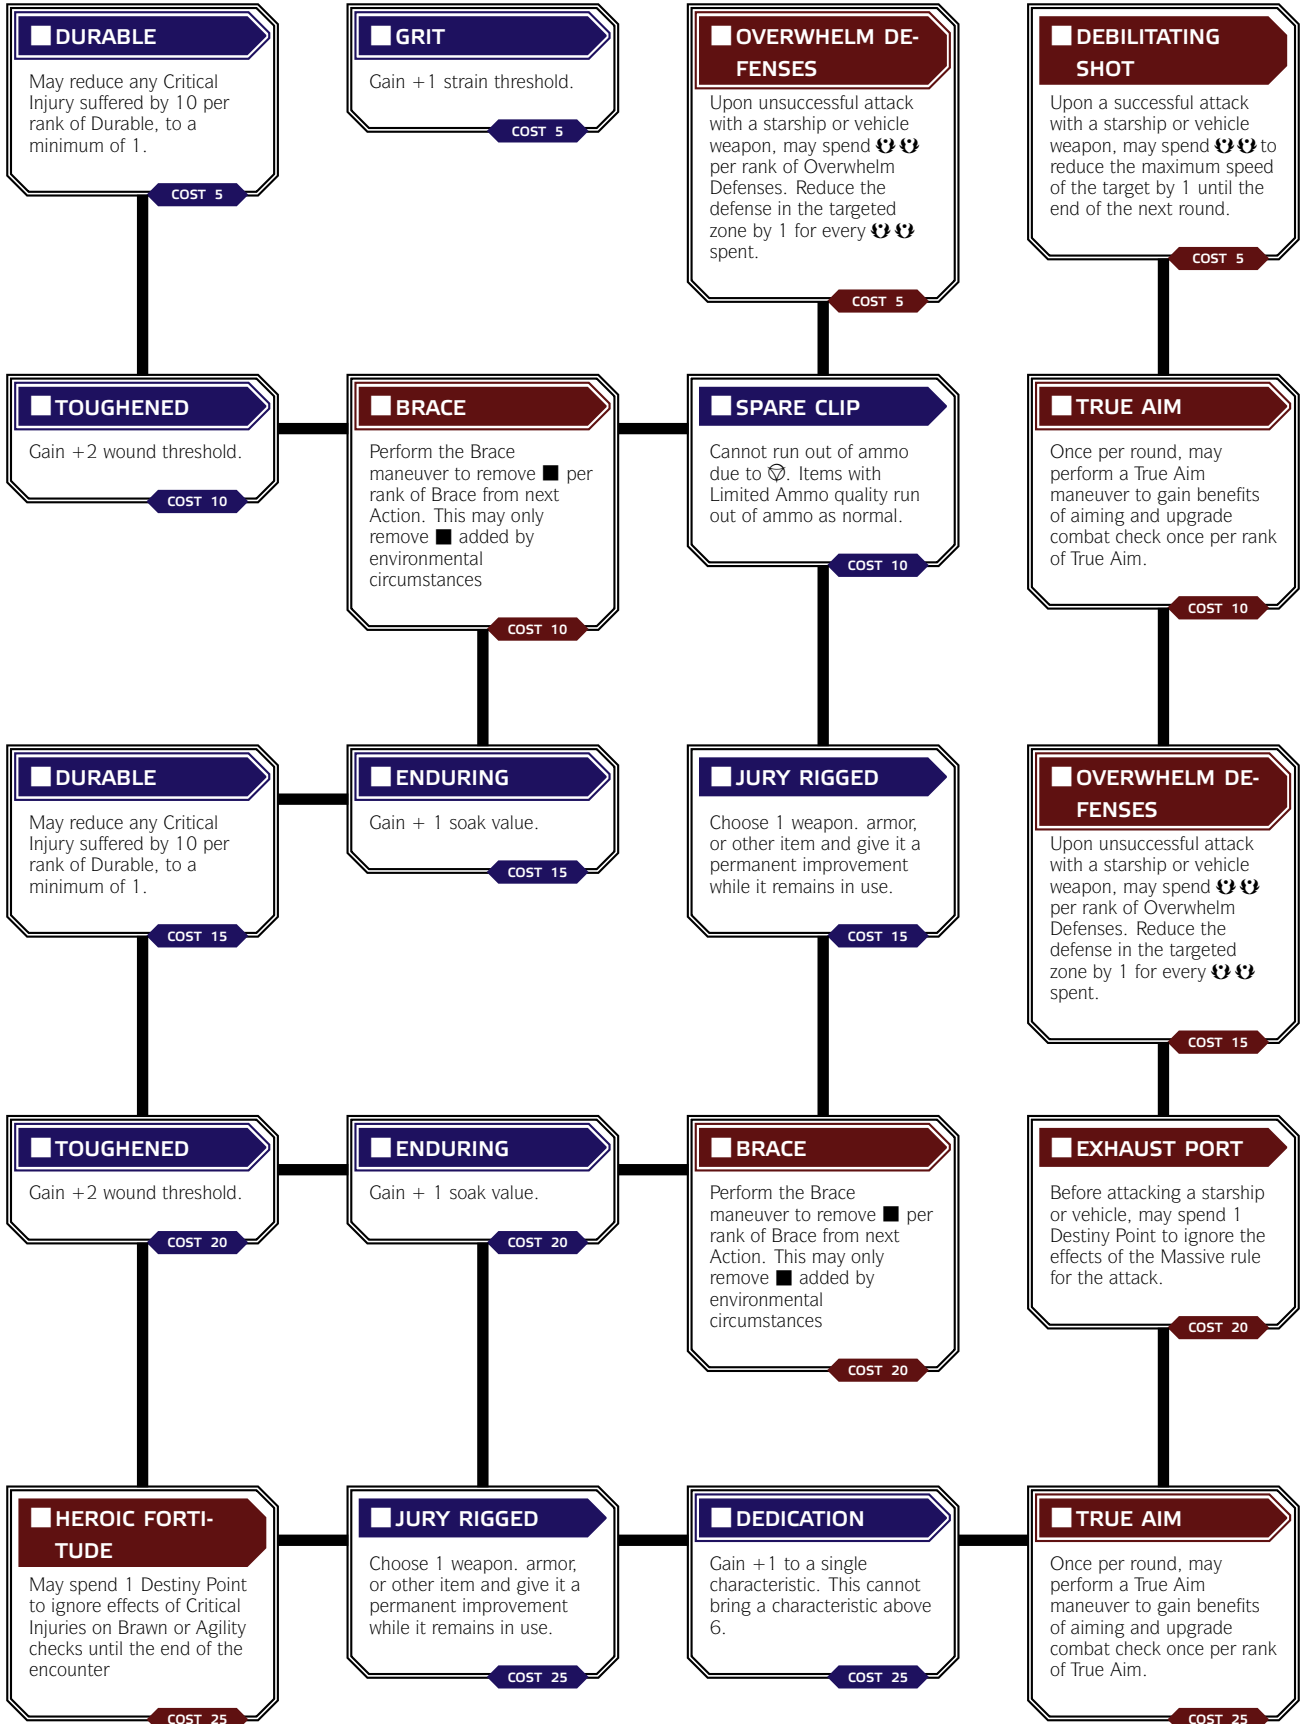 DURABLE
May reduce any Critical
Injury suffered by 10 per
rank of Durable, to a
minimum of 1.
COST 5
GRIT
Gain +1 strain threshold.
COST 5
OVERWHELM DE-
FENSES
Upon unsuccessful attack
with a starship or vehicle
weapon, may spend
per rank of Overwhelm
Defenses. Reduce the
defense in the targeted
zone by 1 for every
spent.
COST 5
DEBILITATING
SHOT
Upon a successful attack
with a starship or vehicle
weapon, may spend to
reduce the maximum speed
of the target by 1 until the
end of the next round.
COST 5
TOUGHENED
Gain +2 wound threshold.
COST 10
BRACE
Perform the Brace
maneuver to remove ■ per
rank of Brace from next
Action. This may only
remove ■ added by
environmental
circumstances
COST 10
SPARE CLIP
Cannot run out of ammo
due to . Items with
Limited Ammo quality run
out of ammo as normal.
COST 10
TRUE AIM
Once per round, may
perform a True Aim
maneuver to gain benefits
of aiming and upgrade
combat check once per rank
of True Aim.
COST 10
DURABLE
May reduce any Critical
Injury suffered by 10 per
rank of Durable, to a
minimum of 1.
COST 15
ENDURING
Gain + 1 soak value.
COST 15
JURY RIGGED
Choose 1 weapon. armor,
or other item and give it a
permanent improvement
while it remains in use.
COST 15
OVERWHELM DE-
FENSES
Upon unsuccessful attack
with a starship or vehicle
weapon, may spend
per rank of Overwhelm
Defenses. Reduce the
defense in the targeted
zone by 1 for every
spent.
COST 15
TOUGHENED
Gain +2 wound threshold.
COST 20
ENDURING
Gain + 1 soak value.
COST 20
BRACE
Perform the Brace
maneuver to remove ■ per
rank of Brace from next
Action. This may only
remove ■ added by
environmental
circumstances
COST 20
EXHAUST PORT
Before attacking a starship
or vehicle, may spend 1
Destiny Point to ignore the
effects of the Massive rule
for the attack.
COST 20
HEROIC FORTI-
TUDE
May spend 1 Destiny Point
to ignore effects of Critical
Injuries on Brawn or Agility
checks until the end of the
encounter
COST 25
JURY RIGGED
Choose 1 weapon. armor,
or other item and give it a
permanent improvement
while it remains in use.
COST 25
DEDICATION
Gain +1 to a single
characteristic. This cannot
bring a characteristic above
6.
COST 25
TRUE AIM
Once per round, may
perform a True Aim
maneuver to gain benefits
of aiming and upgrade
combat check once per rank
of True Aim.
COST 25